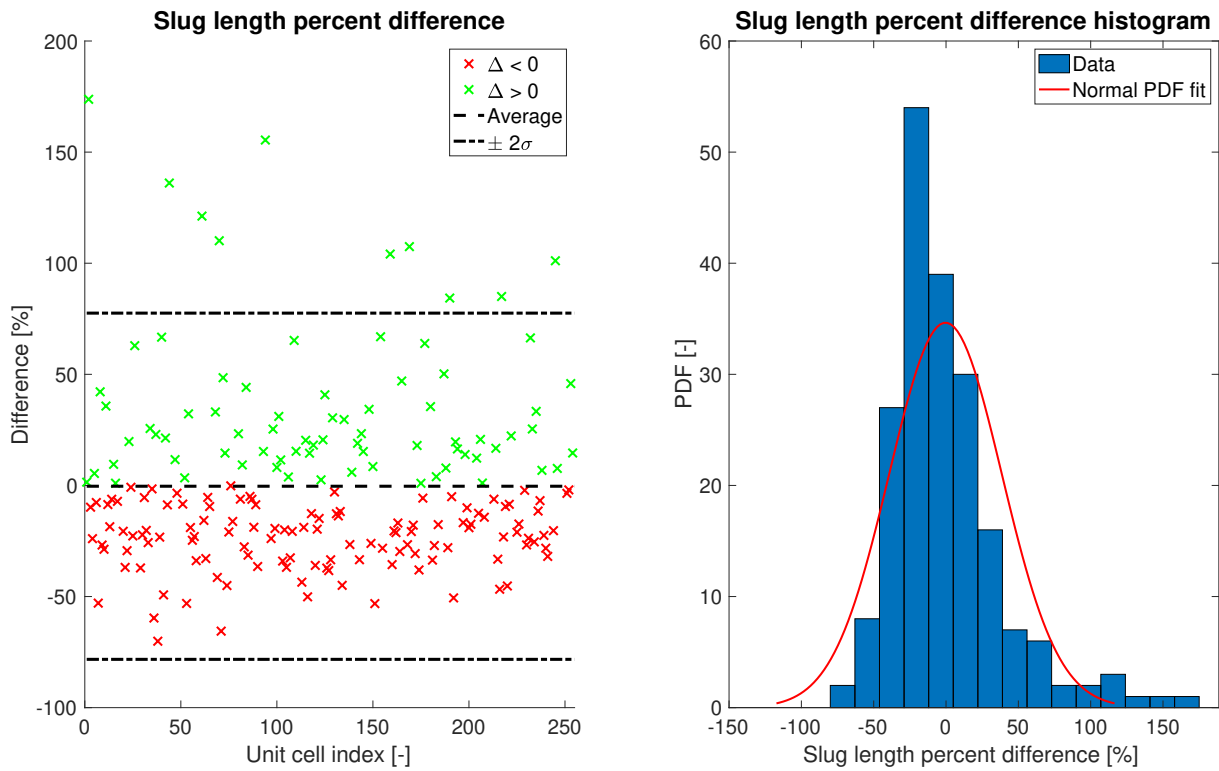 Slug length percent difference
200
150
100
50
0
-50
-100
0
50
100
150
200
250
Difference [%]
Unit cell index [-]
Δ < 0
Δ > 0
Average
± 2σ
Slug length percent difference histogram
60
50
40
30
20
10
0
-150
-100
-50
0
50
100
150
PDF [-]
Slug length percent difference [%]
Data
Normal PDF fit